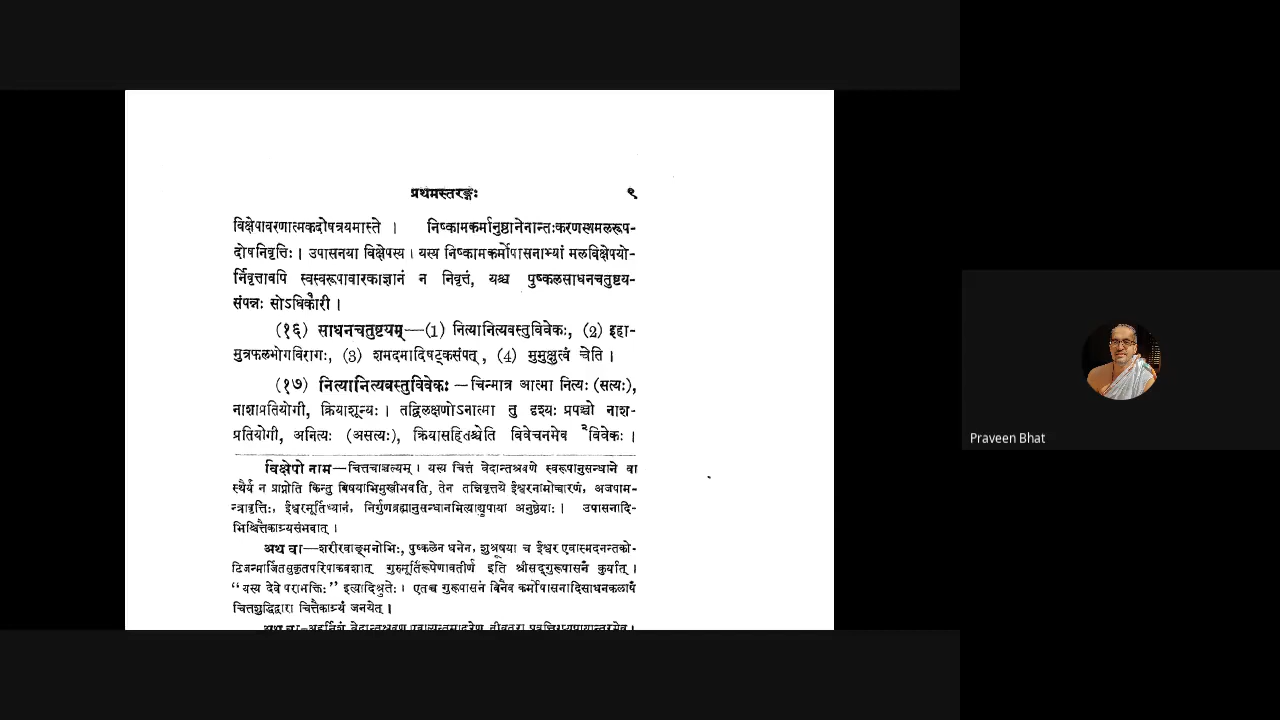 प्रथमस्तरङ्गः ९
विक्षेपावरणात्मकदोषत्रयमास्ते । निष्कामकर्मानुष्ठानेनान्तःकरणस्थमलरूप-
दोषनिवृत्तिः । उपासनया विक्षेपस्य । यस्य निष्कामकर्मोपासनाभ्यां मलविक्षेपयो-
र्निवृत्तावपि स्वस्वरूपावारकाज्ञानं न निवृत्तं, यश्च पुष्कलसाधनचतुष्टय-
संपन्नः सोऽधिकारी ।
(१६) साधनचतुष्टयम्—(1) नित्यानित्यवस्तुविवेकः, (2) इहा-
मुत्रफलभोगविरागः, (3) शमदमादिषट्कसंपत्, (4) मुमुक्षुत्वं चेति ।
(१७) नित्यानित्यवस्तुविवेकः—चिन्मात्र आत्मा नित्यः (सत्यः),
नाशाप्रतियोगी, क्रियाशून्यः । तद्विलक्षणोऽनात्मा तु दृश्यः प्रपञ्चो नाश-
प्रतियोगी, अनित्यः (असत्यः), क्रियासहितश्चेति विवेचनमेव २विवेकः ।
विक्षेपो नाम—चित्तचाञ्चल्यम् । यस्य चित्तं वेदान्तश्रवणे स्वरूपानुसन्धाने वा
स्थैर्यं न प्राप्नोति किन्तु विषयाभिमुखीभवति, तेन तन्निवृत्तये ईश्वरनामोच्चारणं, अजपाम-
न्त्रावृत्तिः, ईश्वरमूर्तिध्यानं, निर्गुणब्रह्मानुसन्धानमित्याद्युपाया अनुष्ठेयाः । उपासनादि-
भिश्चित्तैकाग्र्यसंभवात् ।
अथ वा—शरीरवाङ्मनोभिः, पुष्कलेन धनेन, शुश्रूषया च ईश्वर एवास्मदनन्तको-
टिजन्मार्जितसुकृतपरिपाकवशात् गुरुमूर्तिरूपेणावतीर्ण इति श्रीसद्गुरूपासनं कुर्यात् ।
“यस्य देवे पराभक्तिः” इत्यादिश्रुतेः । एतच्च गुरूपासनं विनैव कर्मोपासनादिसाधनकलापं
चित्तशुद्धिद्वारा चित्तैकाग्र्यं जनयेत् ।
अथ वा—अहर्निशं वेदान्तश्रवण
Praveen Bhat